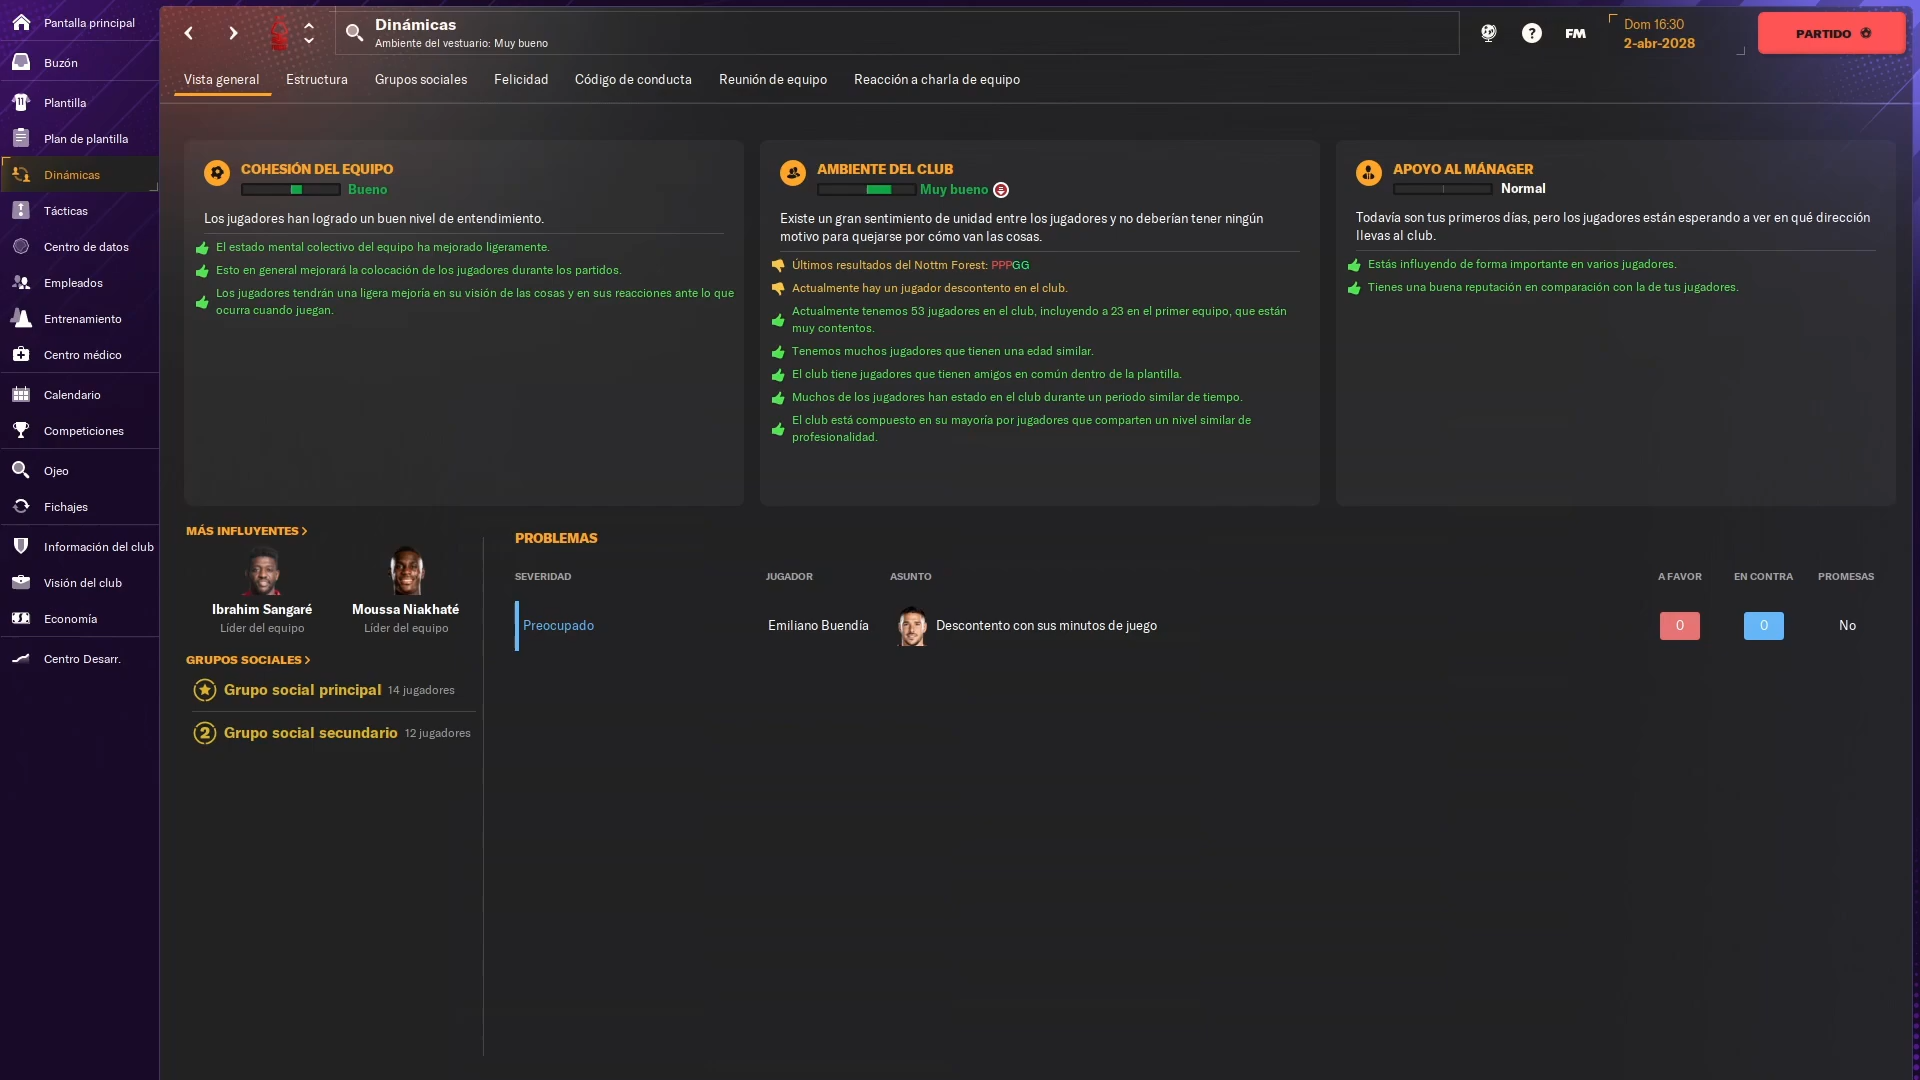 Pantalla principal
Buzón
Plantilla
Plan de plantilla
Dinámicas
Tácticas
Centro de datos
Empleados
Entrenamiento
Centro médico
Calendario
Competiciones
Ojeo
Fichajes
Información del club
Visión del club
Economía
Centro Desarr.
Dinámicas
Ambiente del vestuario: Muy bueno
?
FM
Dom 16:30
2-abr-2028
PARTIDO
Vista general Estructura Grupos sociales Felicidad Código de conducta Reunión de equipo Reacción a charla de equipo
COHESIÓN DEL EQUIPO
Bueno
Los jugadores han logrado un buen nivel de entendimiento.
El estado mental colectivo del equipo ha mejorado ligeramente.
Esto en general mejorará la colocación de los jugadores durante los partidos.
Los jugadores tendrán una ligera mejoría en su visión de las cosas y en sus reacciones ante lo que
ocurra cuando juegan.
AMBIENTE DEL CLUB
Muy bueno
Existe un gran sentimiento de unidad entre los jugadores y no deberían tener ningún
motivo para quejarse por cómo van las cosas.
Últimos resultados del Nottm Forest: PPPGG
Actualmente hay un jugador descontento en el club.
Actualmente tenemos 53 jugadores en el club, incluyendo a 23 en el primer equipo, que están
muy contentos.
Tenemos muchos jugadores que tienen una edad similar.
El club tiene jugadores que tienen amigos en común dentro de la plantilla.
Muchos de los jugadores han estado en el club durante un periodo similar de tiempo.
El club está compuesto en su mayoría por jugadores que comparten un nivel similar de
profesionalidad.
APOYO AL MÁNAGER
Normal
Todavía son tus primeros días, pero los jugadores están esperando a ver en qué dirección
llevas al club.
Estás influyendo de forma importante en varios jugadores.
Tienes una buena reputación en comparación con la de tus jugadores.
MÁS INFLUYENTES >
Ibrahim Sangaré
Líder del equipo
Moussa Niakhaté
Líder del equipo
GRUPOS SOCIALES >
Grupo social principal 14 jugadores
2 Grupo social secundario 12 jugadores
PROBLEMAS
SEVERIDAD JUGADOR ASUNTO A FAVOR EN CONTRA PROMESAS
Preocupado Emiliano Buendía Descontento con sus minutos de juego 0 0 No